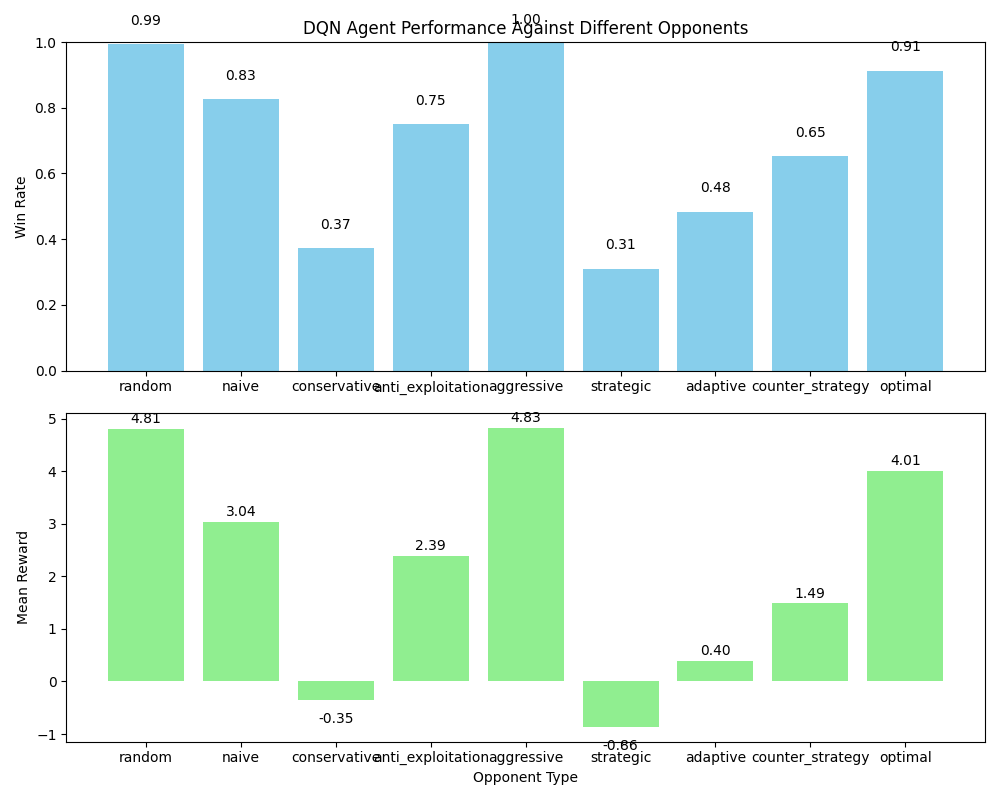 DQN Agent Performance Against Different Opponents
0.99 0.83 0.37 0.75 1.00 0.31 0.48 0.65 0.91
Win Rate
1.0
0.8
0.6
0.4
0.2
0.0
random naive conservative anti_exploitation aggressive strategic adaptive counter_strategy optimal
4.81 3.04 -0.35 2.39 4.83 -0.86 0.40 1.49 4.01
Mean Reward
5
4
3
2
1
0
−1
random naive conservative anti_exploitation aggressive strategic adaptive counter_strategy optimal
Opponent Type